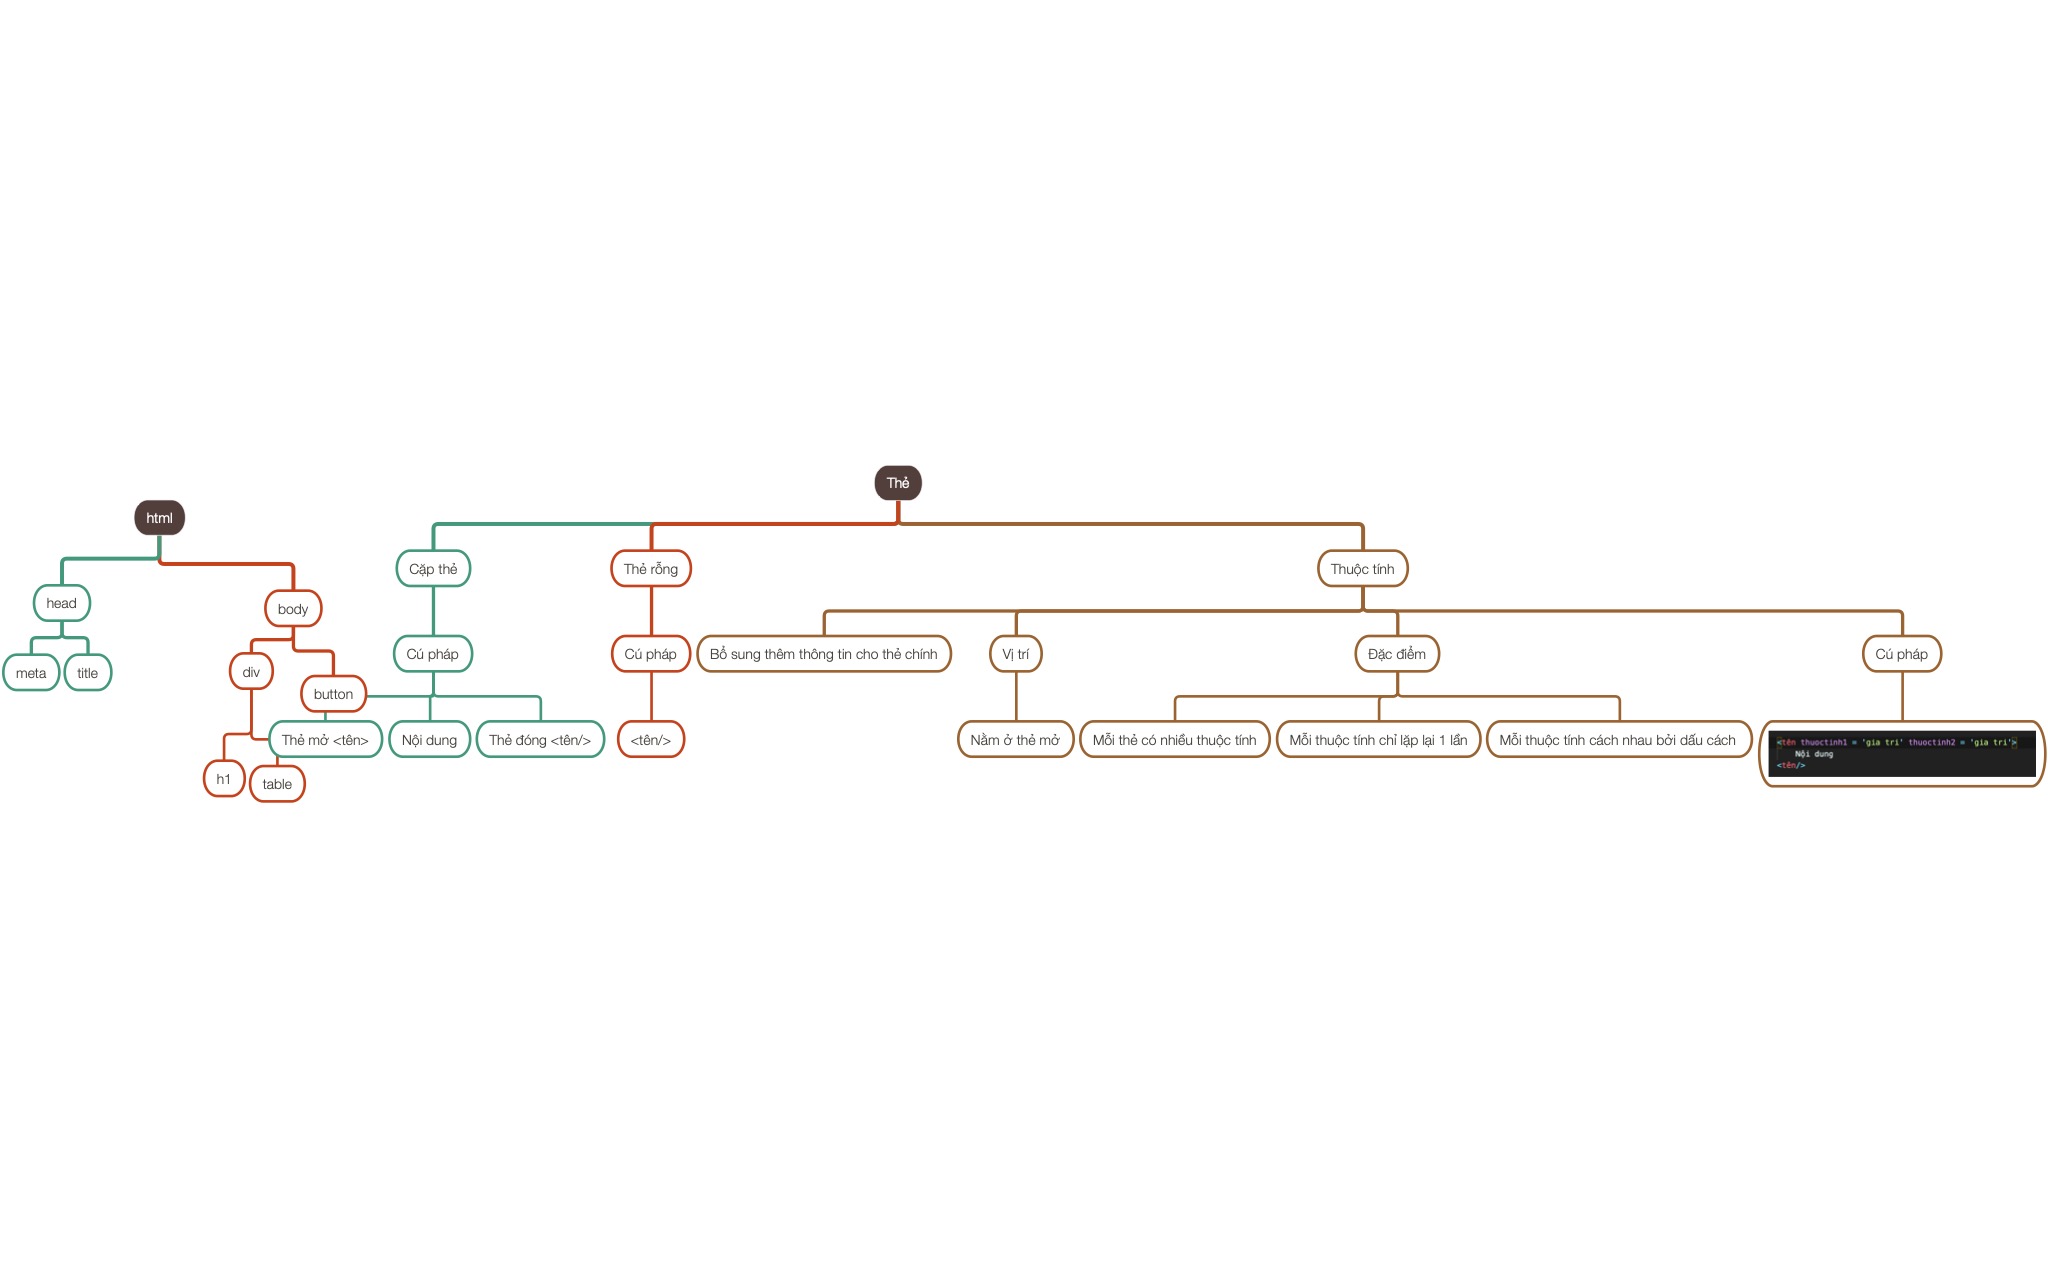 Thẻ
html
Cặp thẻ
Thẻ rỗng
Thuộc tính
head
body
Cú pháp
Cú pháp
Bổ sung thêm thông tin cho thẻ chính
Vị trí
Đặc điểm
Cú pháp
meta
title
div
button
Thẻ mở <tên>
Nội dung
Thẻ đóng <tên/>
<tên/>
Nằm ở thẻ mở
Mỗi thẻ có nhiều thuộc tính
Mỗi thuộc tính chỉ lặp lại 1 lần
Mỗi thuộc tính cách nhau bởi dấu cách
<tên thuoctinh1 = 'gia tri' thuoctinh2 = 'gia tri'>
Nội dung
<tên/>
h1
table